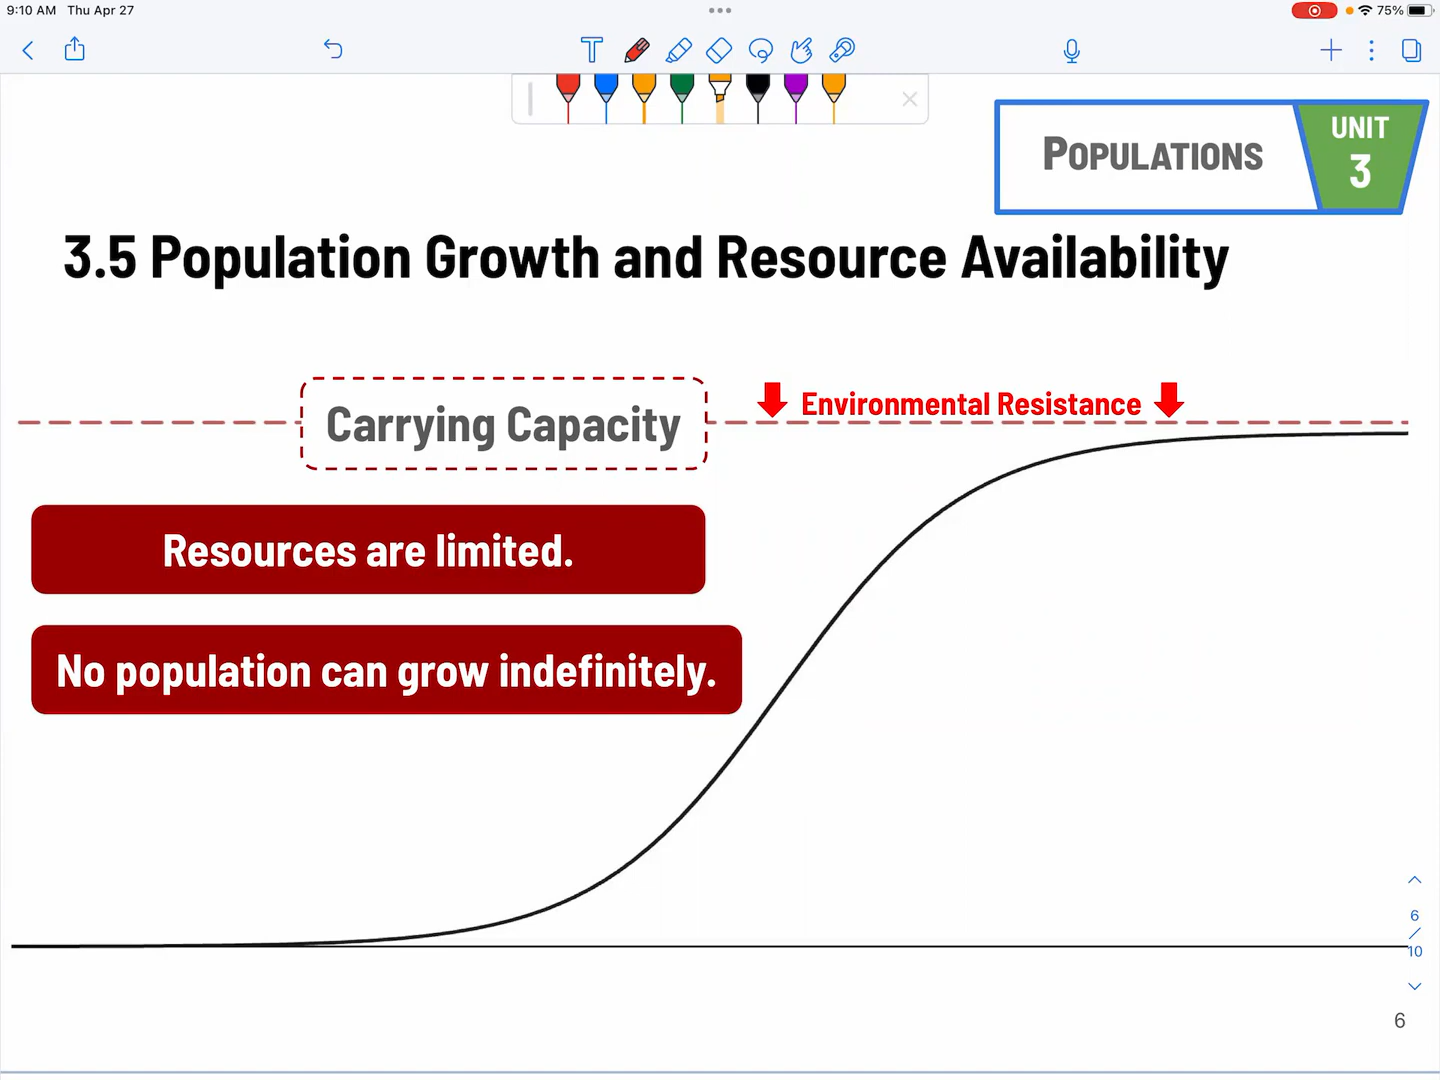 9:10 AM Thu Apr 27
75%
POPULATIONS
UNIT
3
3.5 Population Growth and Resource Availability
Carrying Capacity
Environmental Resistance
Resources are limited.
No population can grow indefinitely.
6
/
10
6